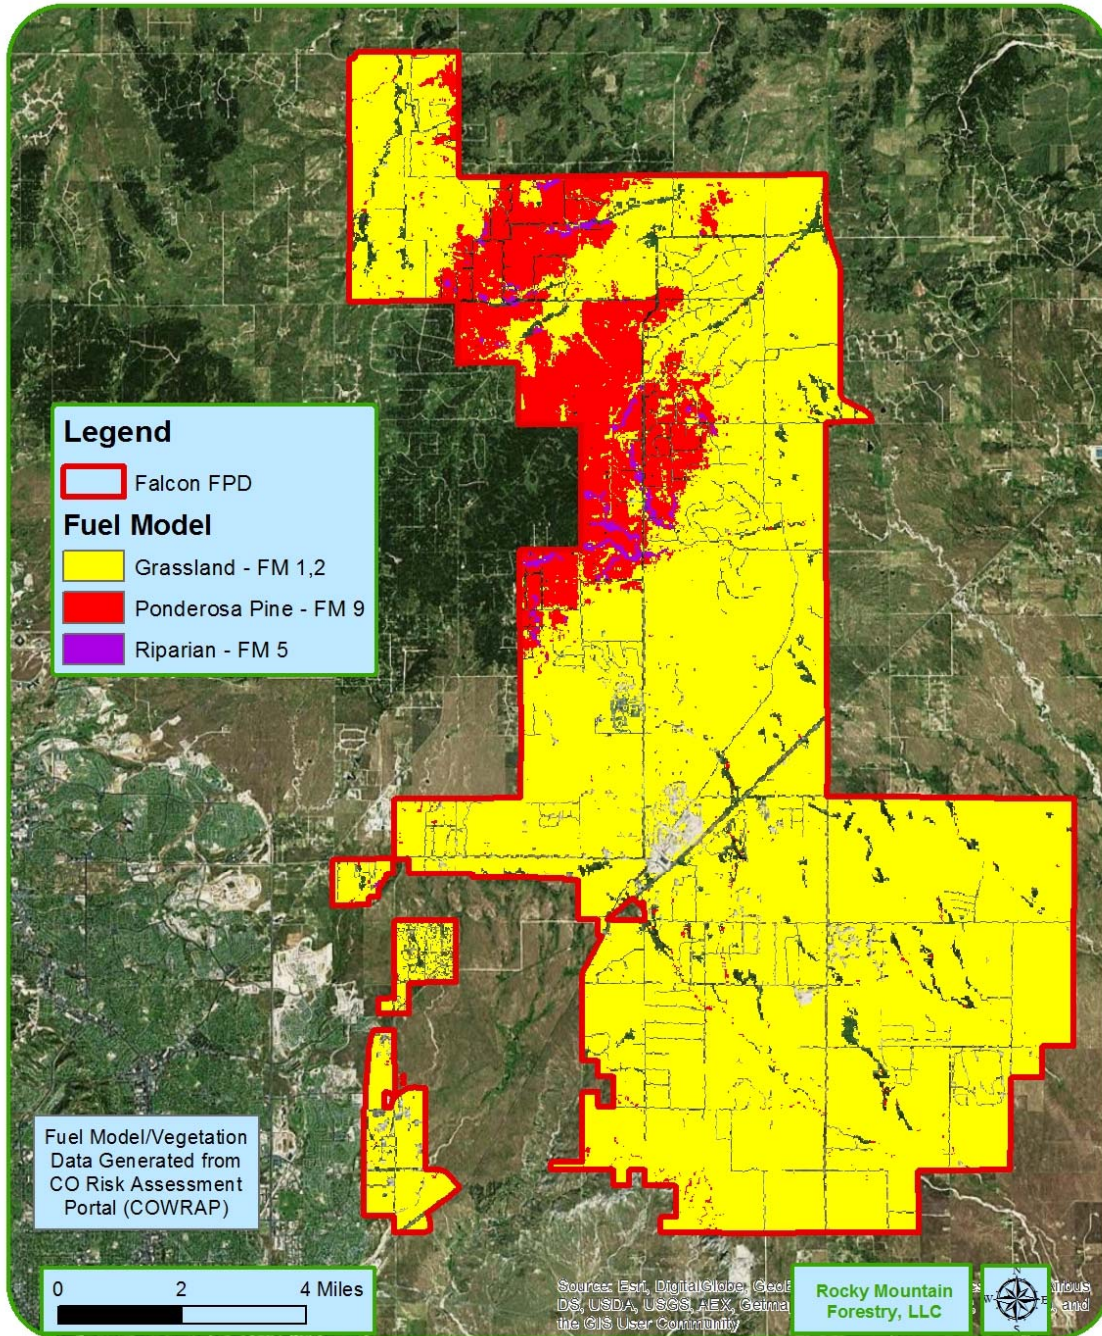 Legend
Falcon FPD
Fuel Model
Grassland - FM 1,2
Ponderosa Pine - FM 9
Riparian - FM 5
Fuel Model/Vegetation
Data Generated from
CO Risk Assessment
Portal (COWRAP)
0 2 4 Miles
Source: Esri, DigitalGlobe,
DS, USDA, USGS, AEX, and
the GIS User Community
Rocky Mountain
Forestry, LLC
N
W E
S